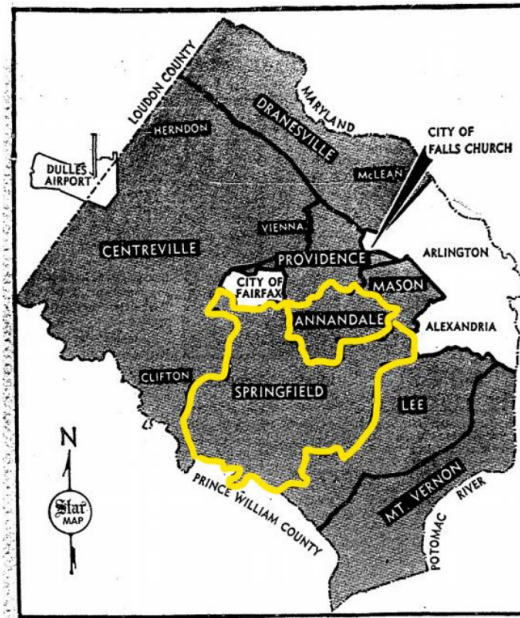 LOUDON COUNTY
MARYLAND
DRANESVILLE
HERNDON
McLEAN
CITY OF
FALLS CHURCH
DULLES
AIRPORT
VIENNA
CENTREVILLE
PROVIDENCE
ARLINGTON
CITY OF
FAIRFAX
MASON
ANNANDALE
ALEXANDRIA
CLIFTON
SPRINGFIELD
LEE
N
Star
MAP
PRINCE WILLIAM COUNTY
MT. VERNON
POTOMAC RIVER